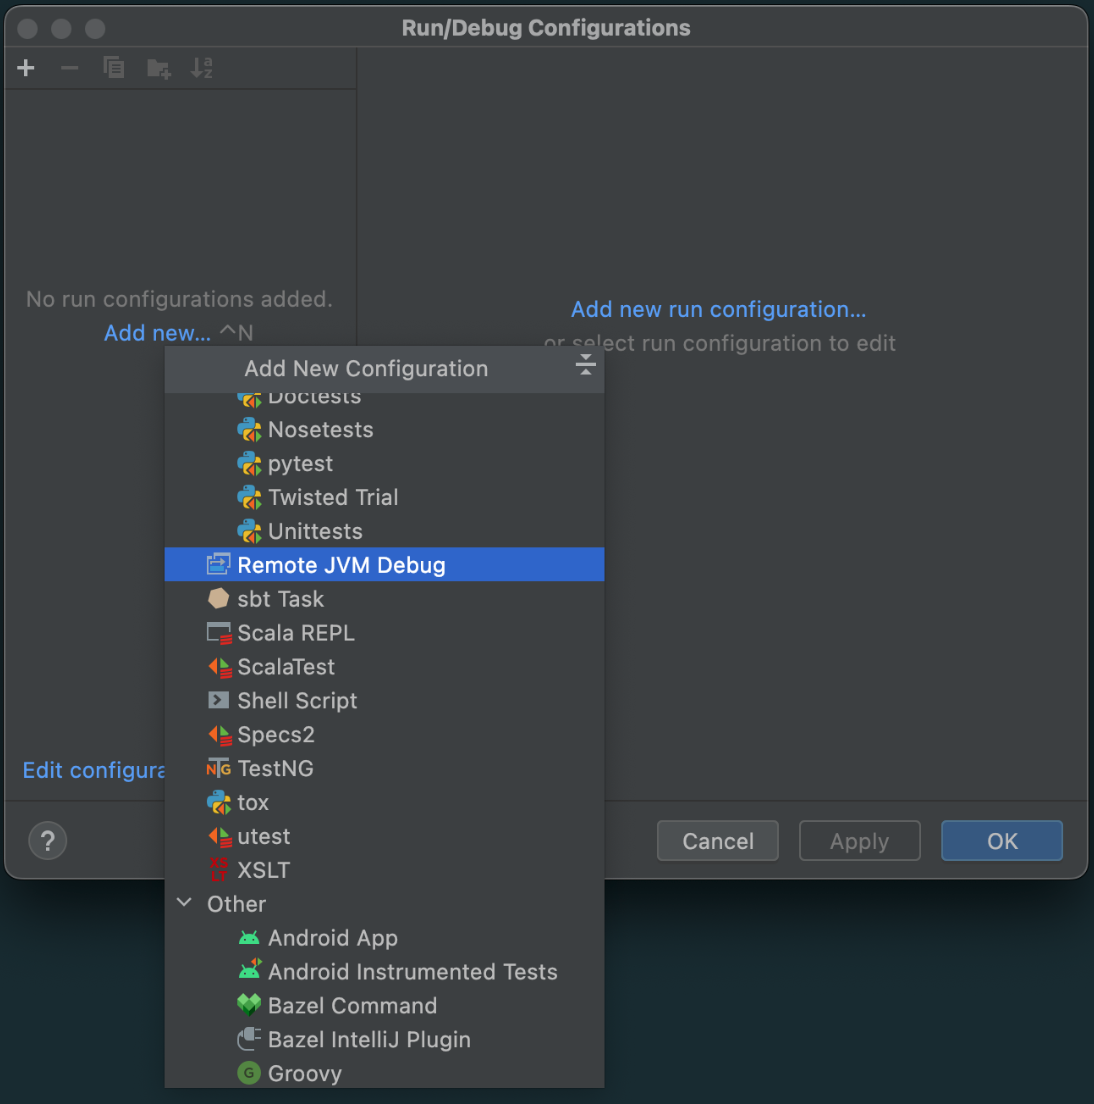 Run/Debug Configurations
No run configurations added.
Add new... ^N
Add new run configuration...
or select run configuration to edit
Add New Configuration
Doctests
Nosetests
pytest
Twisted Trial
Unittests
Remote JVM Debug
sbt Task
Scala REPL
ScalaTest
Shell Script
Specs2
TestNG
tox
utest
XSLT
Other
Android App
Android Instrumented Tests
Bazel Command
Bazel IntelliJ Plugin
Groovy
Edit configura
?
Cancel
Apply
OK